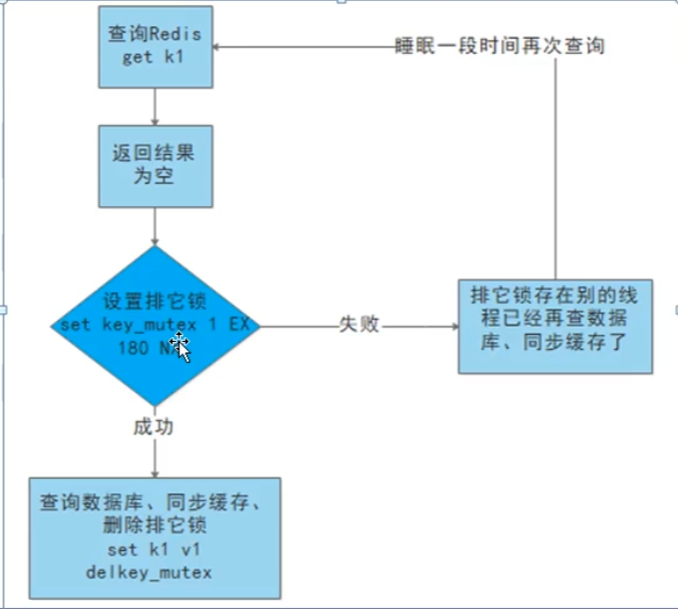 查询Redis
get k1
睡眠一段时间再次查询
返回结果
为空
设置排它锁
set key_mutex 1 EX
180 NX
失败
排它锁存在别的线
程已经再查数据
库、同步缓存了
成功
查询数据库、同步缓存、
删除排它锁
set k1 v1
delkey_mutex